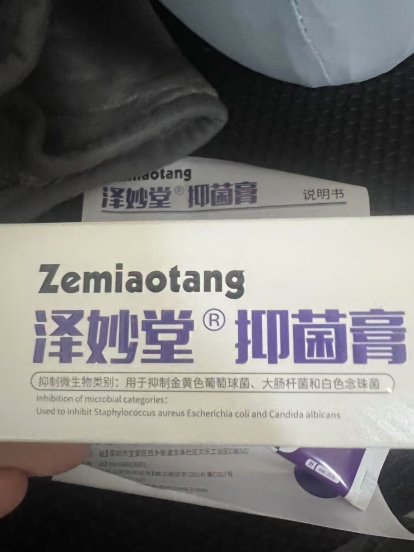 泽妙堂®抑菌膏 说明书
Zemiaotang
泽妙堂®抑菌膏
抑制微生物类别：用于抑制金黄色葡萄球菌、大肠杆菌和白色念珠菌
Inhibition of microbial categories:
Used to inhibit Staphylococcus aureus Escherichia coli and Candida albicans